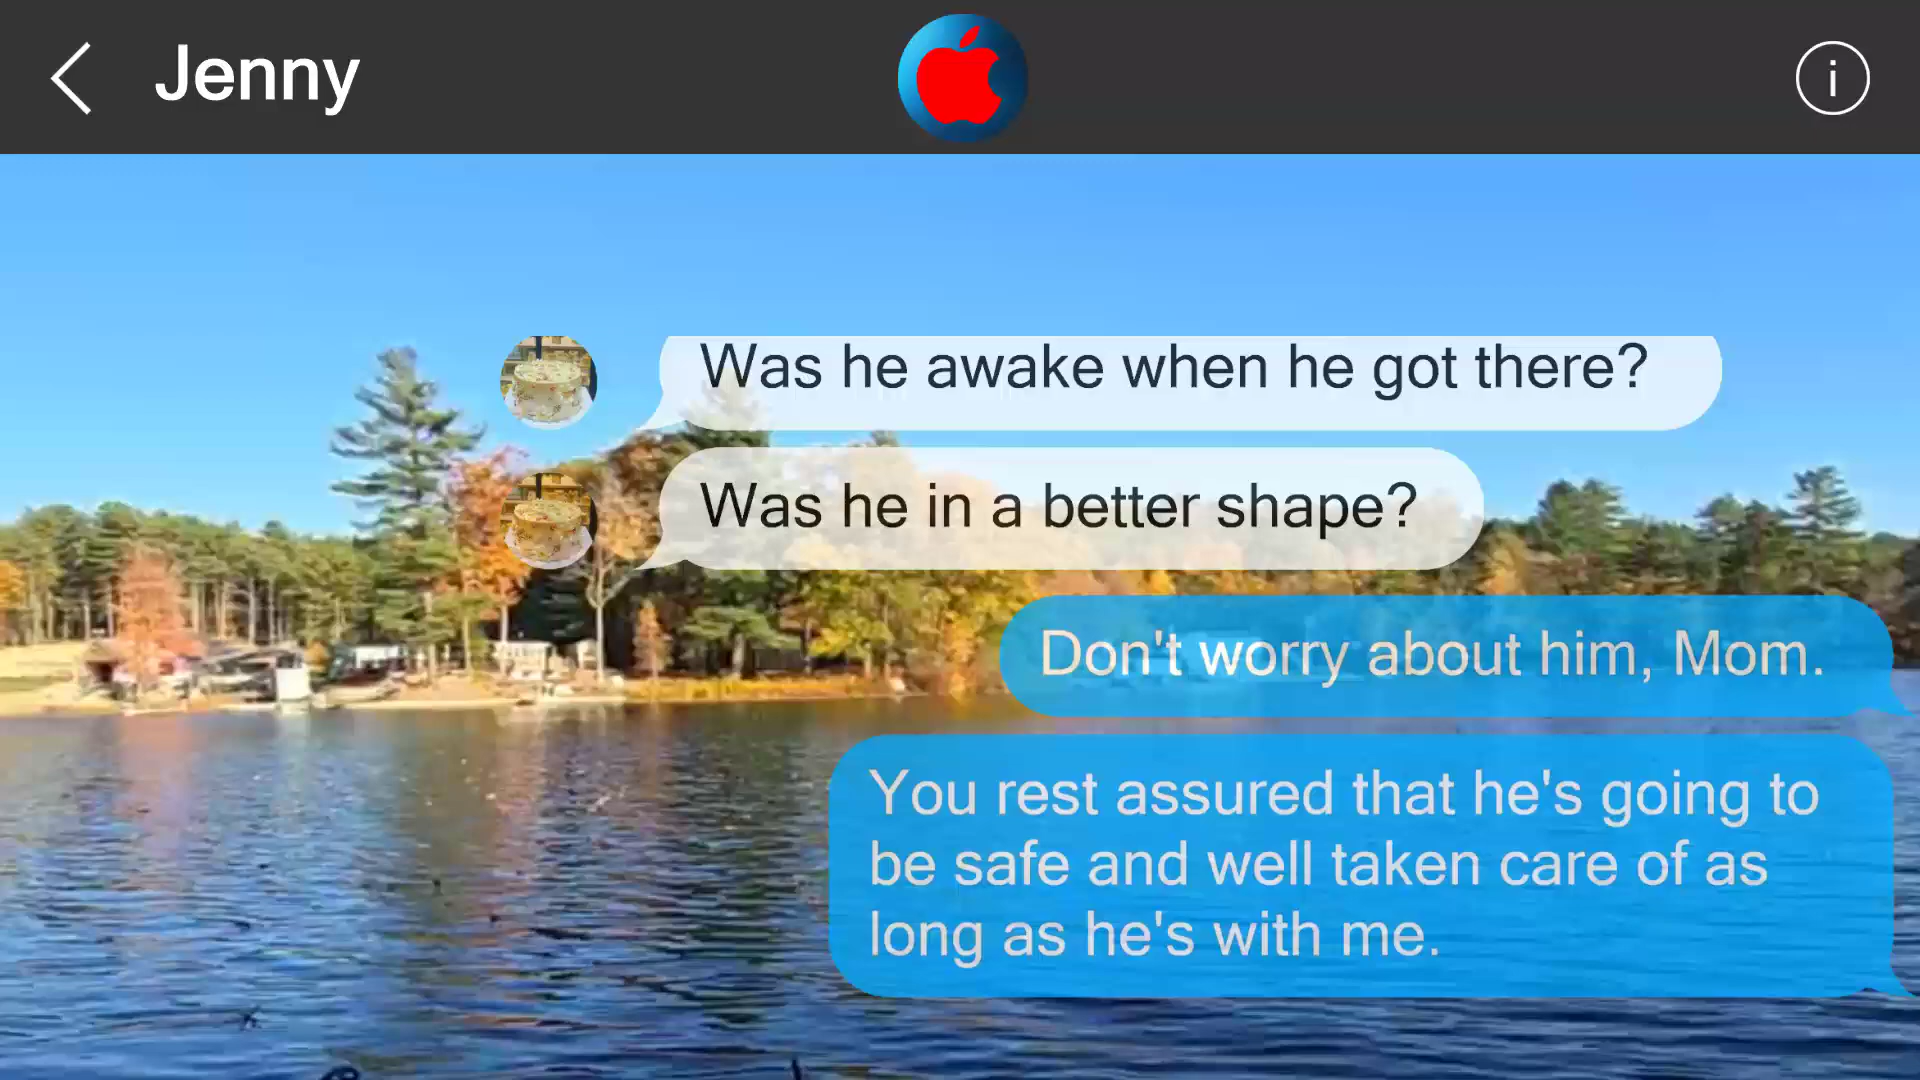 Jenny
i
Was he awake when he got there?
Was he in a better shape?
Don't worry about him, Mom.
You rest assured that he's going to
be safe and well taken care of as
long as he's with me.